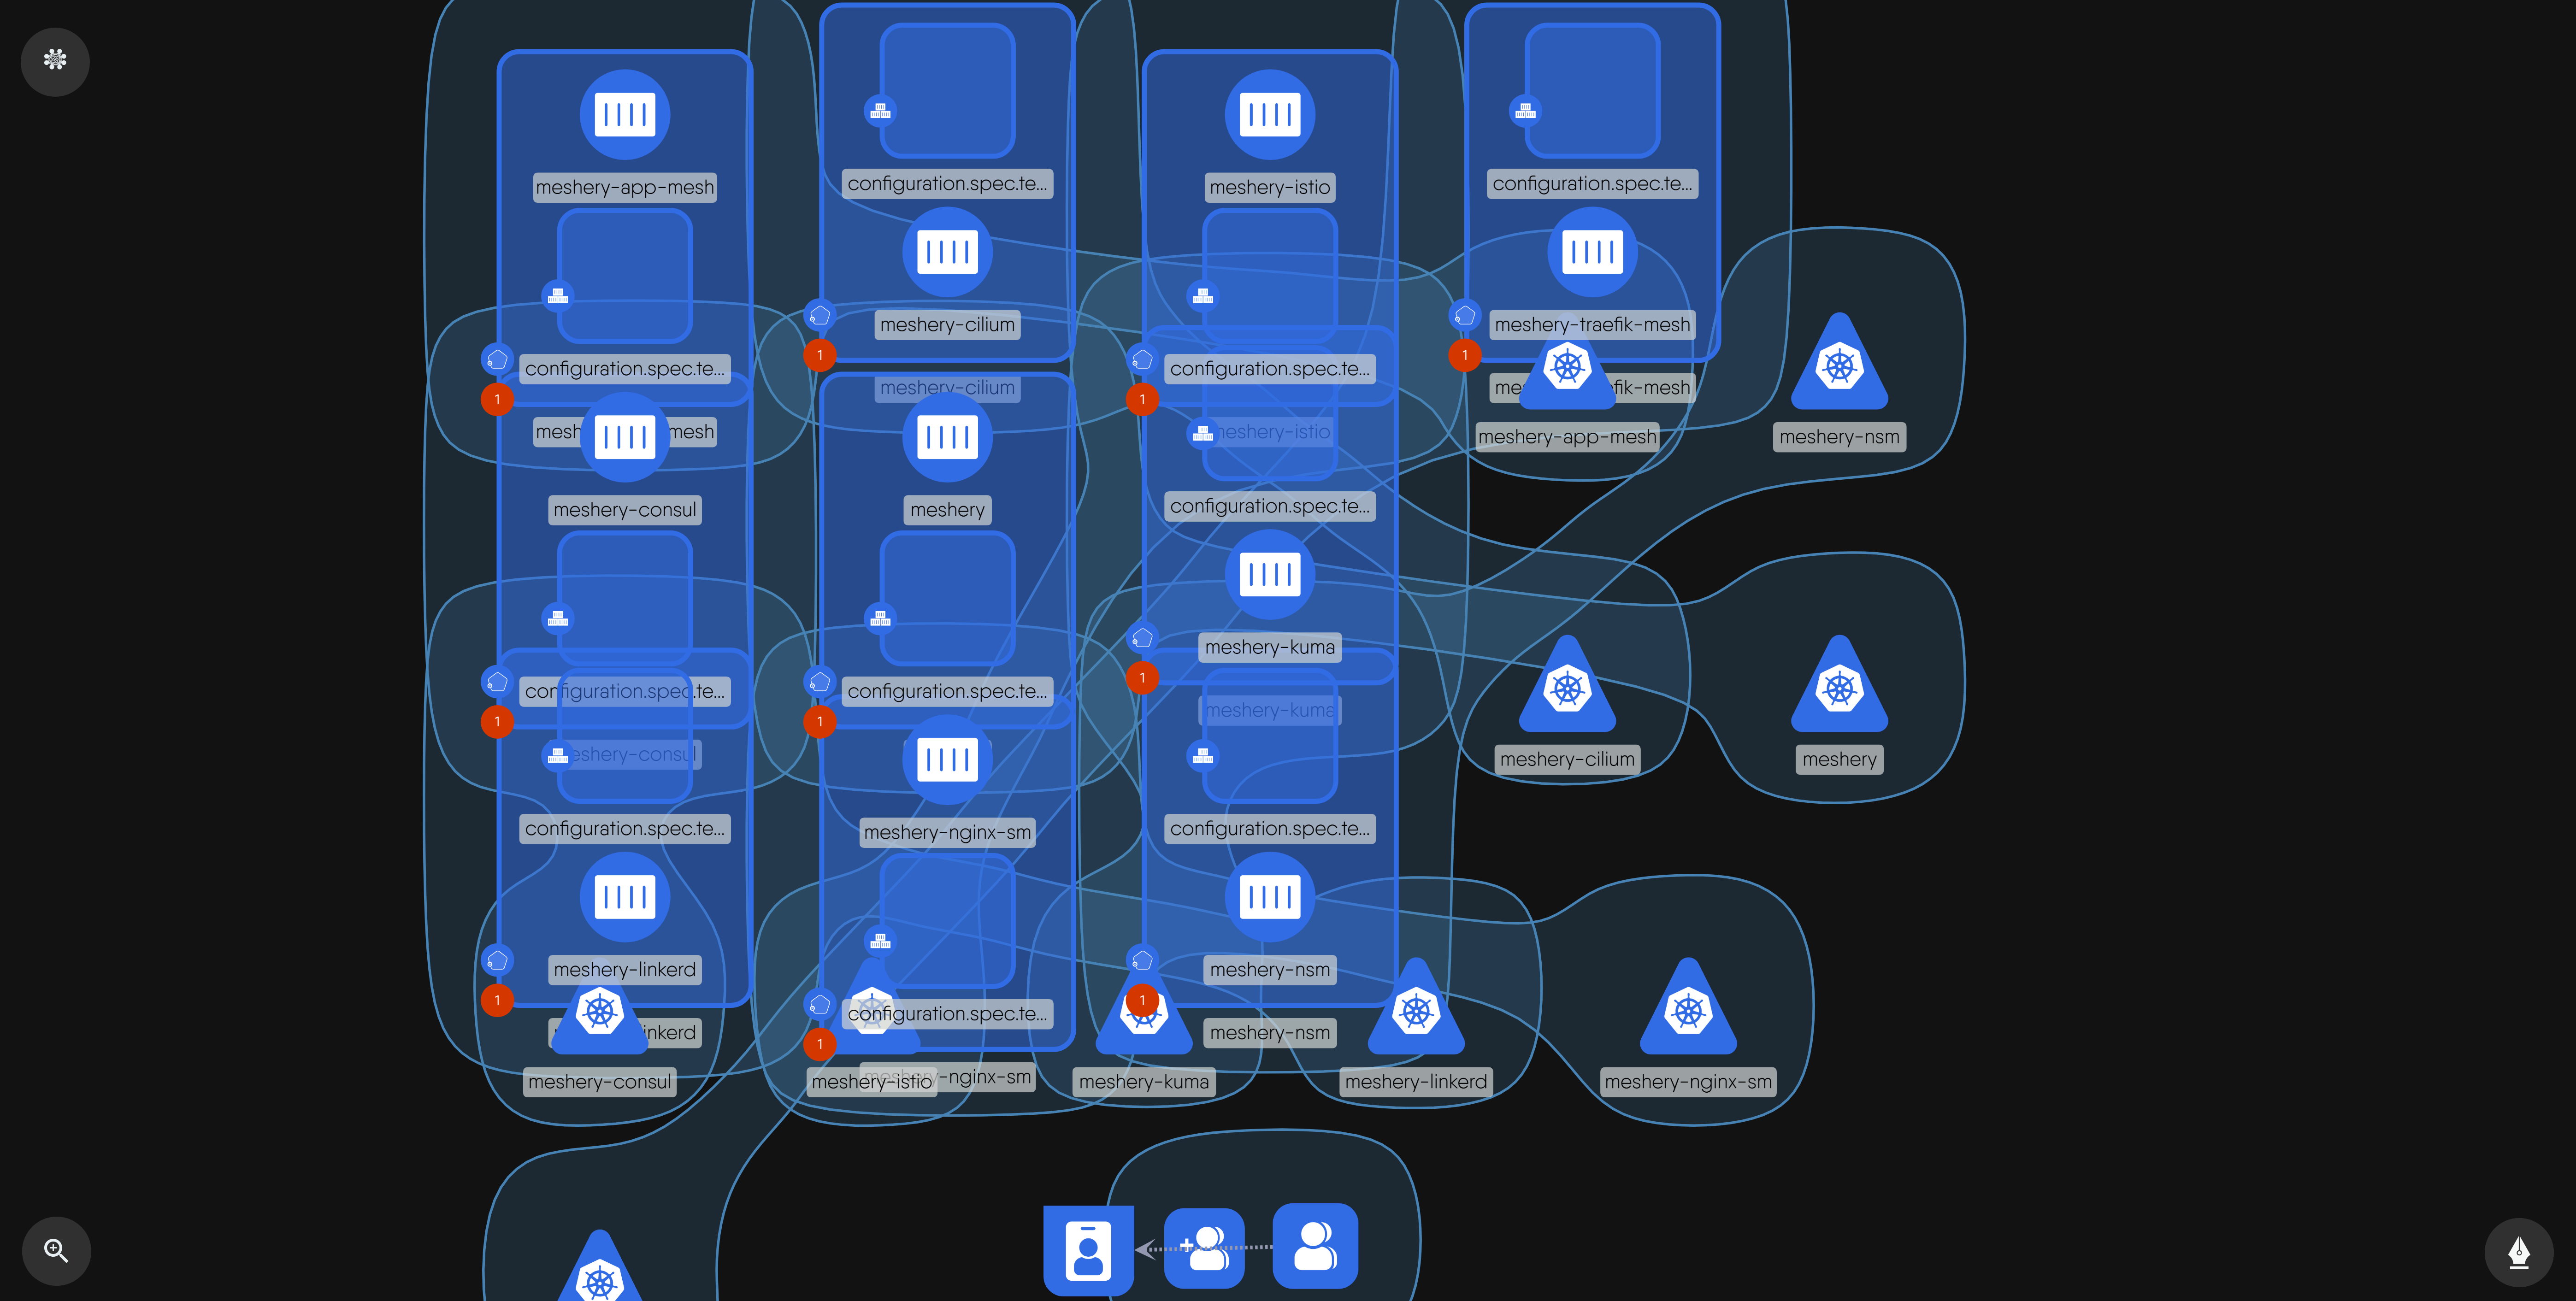 meshery-app-mesh
configuration.spec.te...
meshery-istio
configuration.spec.te...
meshery-cilium
meshery-traefik-mesh
configuration.spec.te...
configuration.spec.te...
1
1
meshery-cilium
efik-mesh
1
1
mesh
mesh
meshery-istio
meshery-app-mesh
meshery-nsm
meshery-consul
meshery
configuration.spec.te...
meshery-kuma
configuration.spec.te...
configuration.spec.te...
1
meshery-kuma
1
1
meshery-consul
meshery-cilium
meshery
configuration.spec.te...
meshery-nginx-sm
configuration.spec.te...
meshery-linkerd
meshery-nsm
1
1
configuration.spec.te...
inkerd
1
meshery-nsm
meshery-consul
meshery-istio
-nginx-sm
meshery-kuma
meshery-linkerd
meshery-nginx-sm